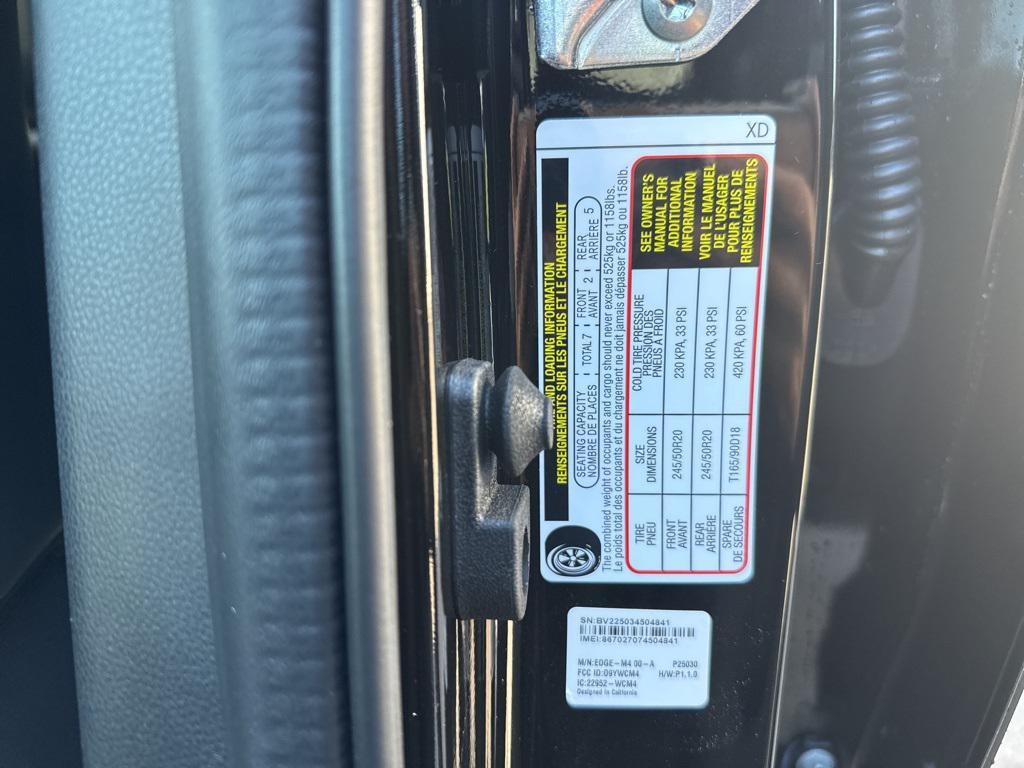 XD
AND LOADING INFORMATION
RENSEIGNEMENTS SUR LES PNEUS ET LE CHARGEMENT
SEATING CAPACITY
NOMBRE DE PLACES
TOTAL 7
FRONT
AVANT 2
REAR
ARRIÈRE 5
The combined weight of occupants and cargo should never exceed 525kg or 1158lbs.
Le poids total des occupants et du chargement ne doit jamais dépasser 525kg ou 1158lb.
TIRE
PNEU
SIZE
DIMENSIONS
COLD TIRE PRESSURE
PRESSION DES
PNEUS A FROID
FRONT
AVANT
245/50R20
230 KPA, 33 PSI
REAR
ARRIÈRE
245/50R20
230 KPA, 33 PSI
SPARE
DE SECOURS
T165/90D18
420 KPA, 60 PSI
SEE OWNER'S
MANUAL FOR
ADDITIONAL
INFORMATION
VOIR LE MANUEL
DE L'USAGER
POUR PLUS DE
RENSEIGNEMENTS
SN:BV225034504841
IMEI:867027074504841
M/N:EDGE-M4 00-A P25030
FCC ID:O9YWCM4 H/W:P1.1.0
IC:22952-WCM4
Designed in California